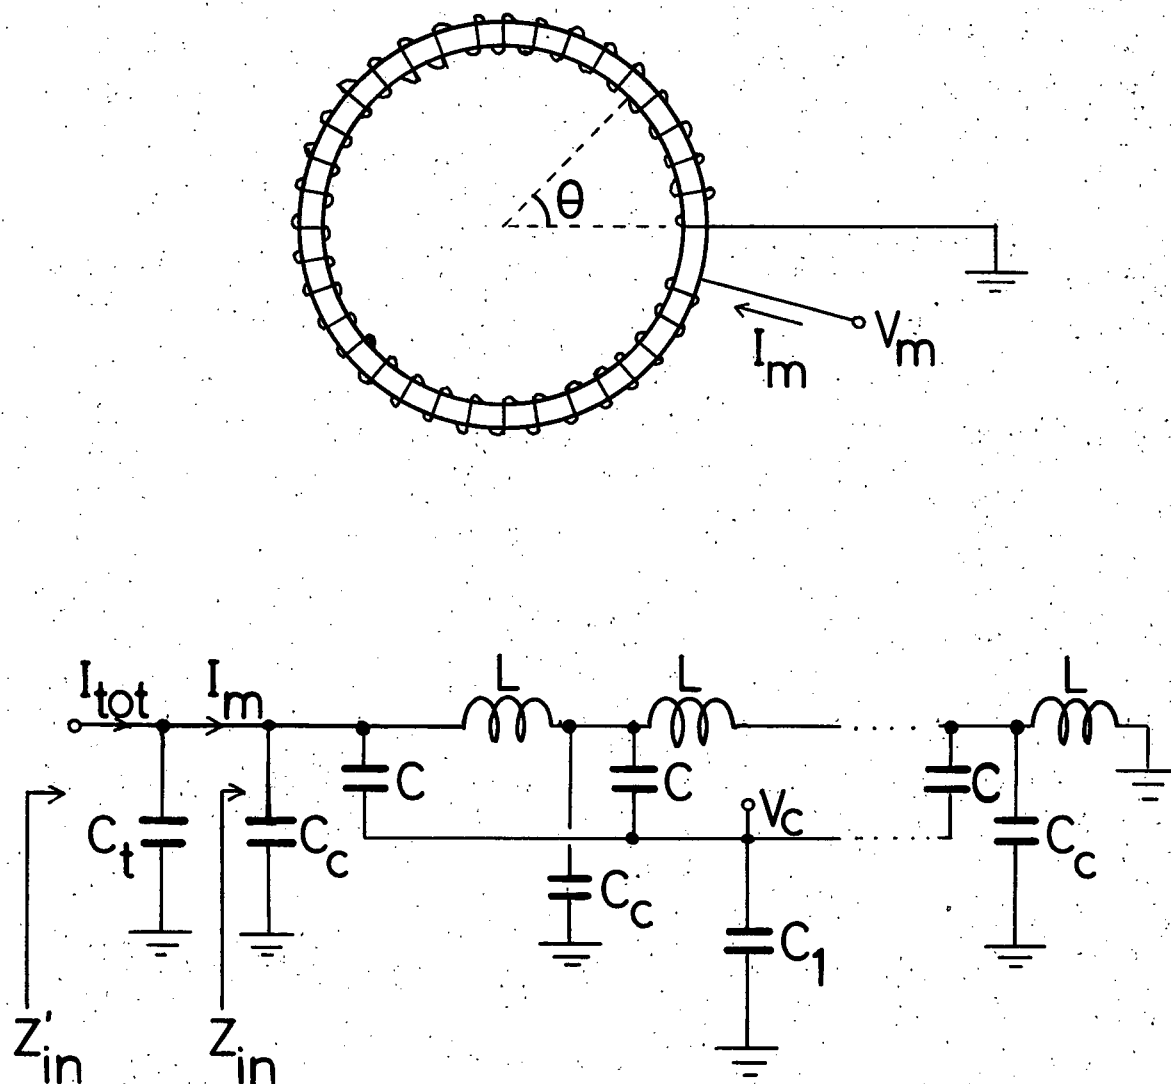 θ
V_m
I_m
I_tot I_m L L L
C C V_c C
C_t C_c C_c
C_c
C_1
Z'_in Z_in